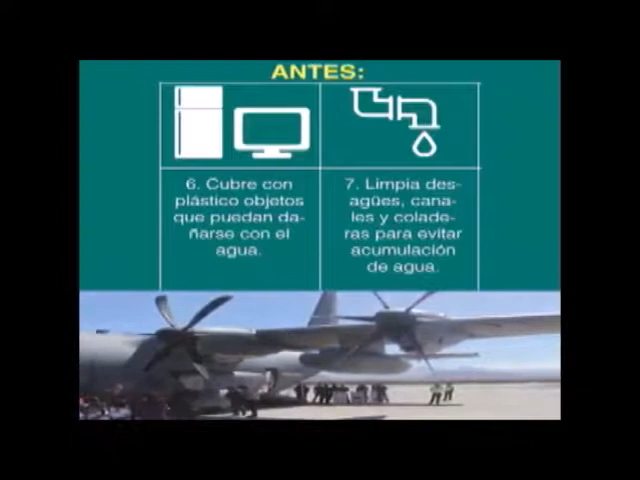 ANTES:
6. Cubre con
plástico objetos
que puedan da-
ñarse con el
agua.
7. Limpia des-
agües, cana-
les y colade-
ras para evitar
acumulación
de agua.